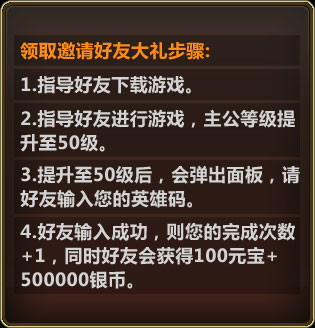 领取邀请好友大礼步骤:
1.指导好友下载游戏。
2.指导好友进行游戏，主公等级提
升至50级。
3.提升至50级后，会弹出面板，请
好友输入您的英雄码。
4.好友输入成功，则您的完成次数
+1，同时好友会获得100元宝+
500000银币。